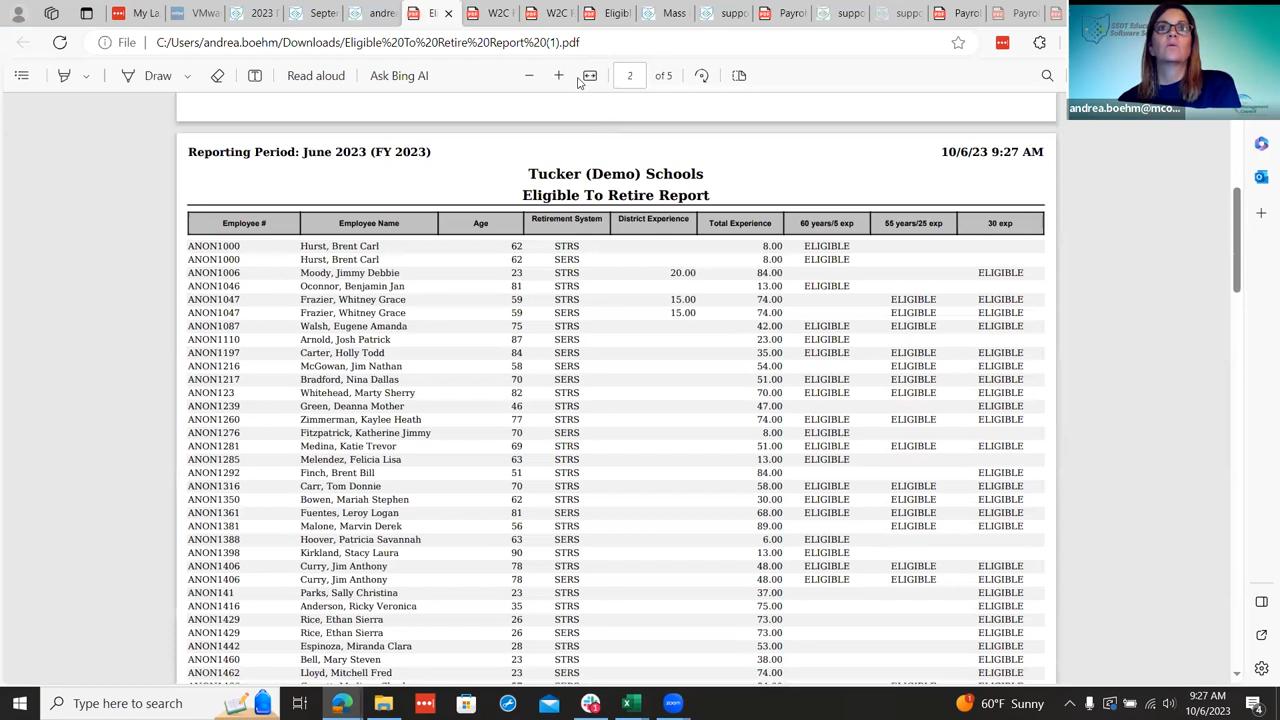 My La
VMw
2023
Septe
andre
El
W2C
W2C
Eligib
Mass
suppo
Payro
suppo
suppo
Payrol
Payrol
File
C:/Users/andrea.boehm/Downloads/Eligible%20To%20Retire%20Report%20(1).pdf
Draw
Read aloud
Ask Bing AI
2 of 5
andrea.boehm@mco...
Reporting Period: June 2023 (FY 2023) 10/6/23 9:27 AM
Tucker (Demo) Schools
Eligible To Retire Report
Employee # Employee Name Age Retirement System District Experience Total Experience 60 years/5 exp 55 years/25 exp 30 exp
ANON1000 Hurst, Brent Carl 62 STRS 8.00 ELIGIBLE
ANON1000 Hurst, Brent Carl 62 SERS 8.00 ELIGIBLE
ANON1006 Moody, Jimmy Debbie 23 STRS 20.00 84.00 ELIGIBLE
ANON1046 Oconnor, Benjamin Jan 81 STRS 13.00 ELIGIBLE
ANON1047 Frazier, Whitney Grace 59 STRS 15.00 74.00 ELIGIBLE ELIGIBLE
ANON1047 Frazier, Whitney Grace 59 SERS 15.00 74.00 ELIGIBLE ELIGIBLE
ANON1087 Walsh, Eugene Amanda 75 STRS 42.00 ELIGIBLE ELIGIBLE ELIGIBLE
ANON1110 Arnold, Josh Patrick 87 SERS 23.00 ELIGIBLE
ANON1197 Carter, Holly Todd 84 SERS 35.00 ELIGIBLE ELIGIBLE ELIGIBLE
ANON1216 McGowan, Jim Nathan 58 STRS 54.00 ELIGIBLE ELIGIBLE
ANON1217 Bradford, Nina Dallas 70 SERS 51.00 ELIGIBLE ELIGIBLE ELIGIBLE
ANON123 Whitehead, Marty Sherry 82 STRS 70.00 ELIGIBLE ELIGIBLE ELIGIBLE
ANON1239 Green, Deanna Mother 46 STRS 47.00 ELIGIBLE
ANON1260 Zimmerman, Kaylee Heath 77 STRS 74.00 ELIGIBLE ELIGIBLE ELIGIBLE
ANON1276 Fitzpatrick, Katherine Jimmy 70 SERS 8.00 ELIGIBLE
ANON1281 Medina, Katie Trevor 69 STRS 51.00 ELIGIBLE ELIGIBLE ELIGIBLE
ANON1285 Melendez, Felicia Lisa 63 STRS 13.00 ELIGIBLE
ANON1292 Finch, Brent Bill 51 STRS 84.00 ELIGIBLE
ANON1316 Carr, Tom Donnie 70 STRS 58.00 ELIGIBLE ELIGIBLE ELIGIBLE
ANON1350 Bowen, Mariah Stephen 62 STRS 30.00 ELIGIBLE ELIGIBLE ELIGIBLE
ANON1361 Fuentes, Leroy Logan 81 SERS 68.00 ELIGIBLE ELIGIBLE ELIGIBLE
ANON1381 Malone, Marvin Derek 56 STRS 89.00 ELIGIBLE ELIGIBLE
ANON1388 Hoover, Patricia Savannah 63 SERS 6.00 ELIGIBLE
ANON1398 Kirkland, Stacy Laura 90 STRS 13.00 ELIGIBLE
ANON1406 Curry, Jim Anthony 78 STRS 48.00 ELIGIBLE ELIGIBLE ELIGIBLE
ANON1406 Curry, Jim Anthony 78 SERS 48.00 ELIGIBLE ELIGIBLE ELIGIBLE
ANON141 Parks, Sally Christina 23 STRS 37.00 ELIGIBLE
ANON1416 Anderson, Ricky Veronica 35 STRS 75.00 ELIGIBLE
ANON1429 Rice, Ethan Sierra 26 STRS 73.00 ELIGIBLE
ANON1429 Rice, Ethan Sierra 26 SERS 73.00 ELIGIBLE
ANON1442 Espinoza, Miranda Clara 28 STRS 53.00 ELIGIBLE
ANON1460 Bell, Mary Steven 23 STRS 38.00 ELIGIBLE
ANON1462 Lloyd, Mitchell Fred 23 SERS 74.00 ELIGIBLE
Type here to search
60°F Sunny
9:27 AM
10/6/2023